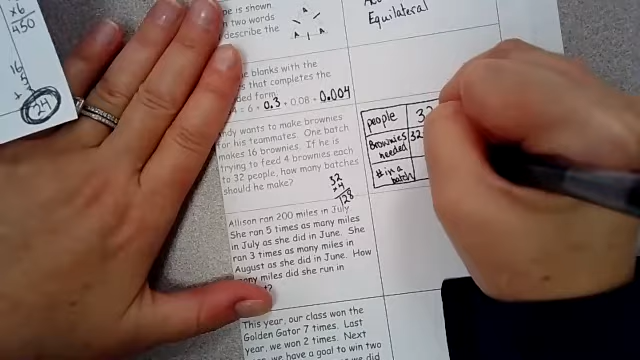 x6
450
16
24
pe is shown
n two words
describe the
A
A
A
Equilateral
e blanks with the
s that completes the
ded form.
= 6 + 0.3 + 0.08 + 0.004
ndy wants to make brownies
for his teammates. One batch
makes 16 brownies. If he is
trying to feed 4 brownies each
to 32 people, how many batches
should he make?
32
x4
128
people 32
Brownies needed 32
# in a batch
Allison ran 200 miles in July
She ran 5 times as many miles
in July as she did in June. She
ran 3 times as many miles in
August as she did in June. How
many miles did she run in
This year, our class won the
Golden Gator 7 times. Last
year, we won 2 times. Next
we have a goal to win two
we did